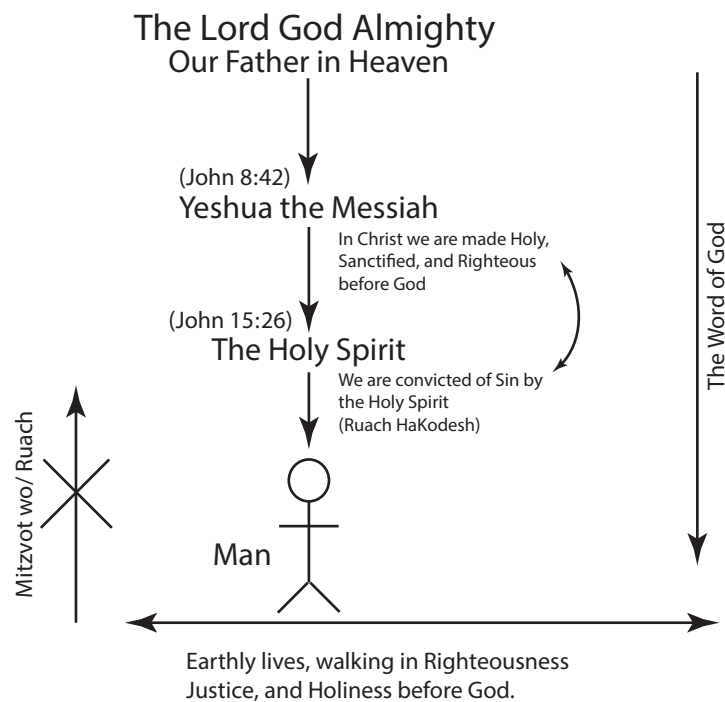 The Lord God Almighty
Our Father in Heaven
(John 8:42)
Yeshua the Messiah
In Christ we are made Holy,
Sanctified, and Righteous
before God
(John 15:26)
The Holy Spirit
We are convicted of Sin by
the Holy Spirit
(Ruach HaKodesh)
The Word of God
Mitzvot wo/ Ruach
Man
Earthly lives, walking in Righteousness
Justice, and Holiness before God.